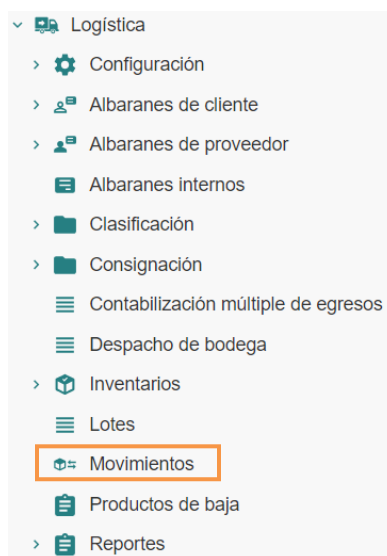 Logística
Configuración
Albaranes de cliente
Albaranes de proveedor
Albaranes internos
Clasificación
Consignación
Contabilización múltiple de egresos
Despacho de bodega
Inventarios
Lotes
Movimientos
Productos de baja
Reportes